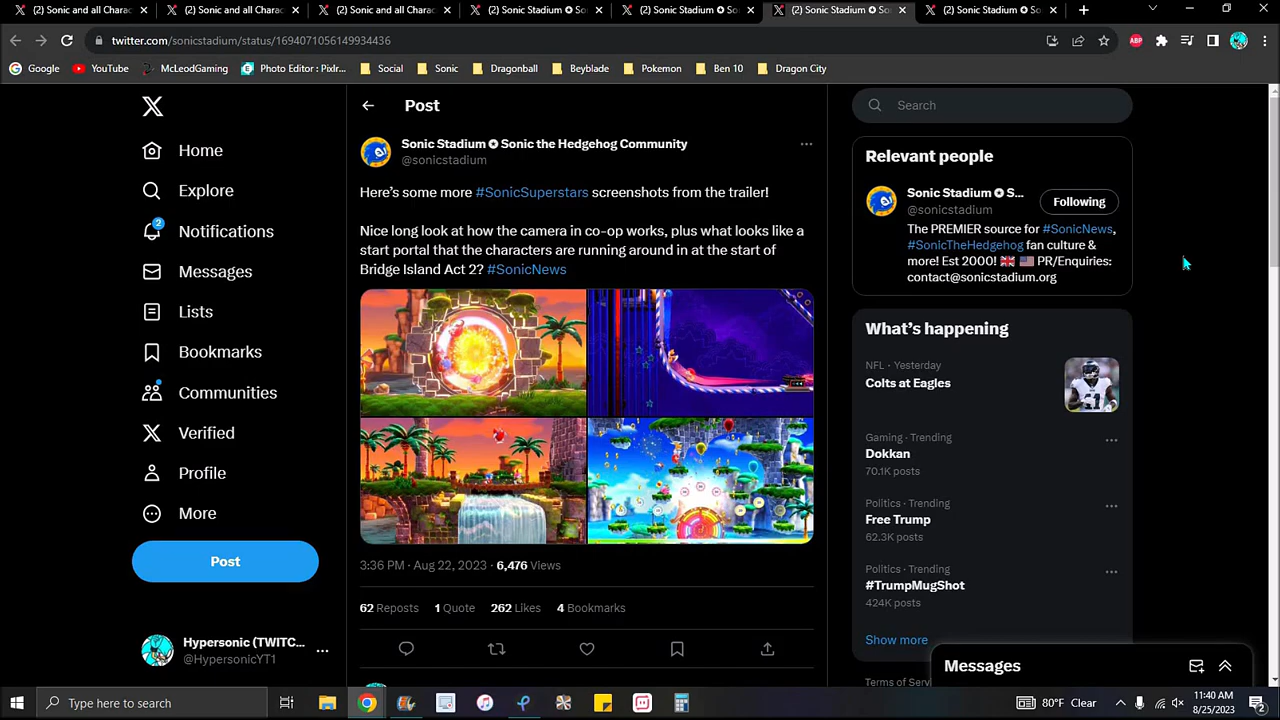 (2) Sonic and all Charac
(2) Sonic and all Charac
(2) Sonic and all Charac
(2) Sonic Stadium ✪ So
(2) Sonic Stadium ✪ So
(2) Sonic Stadium ✪ So
(2) Sonic Stadium ✪ So
twitter.com/sonicstadium/status/1694071056149934436
ABP
Google
YouTube
McLeodGaming
Photo Editor : Pixlr...
Social
Sonic
Dragonball
Beyblade
Pokemon
Ben 10
Dragon City
Home
Explore
2
Notifications
Messages
Lists
Bookmarks
Communities
Verified
Profile
More
Post
Hypersonic (TWITC...
@HypersonicYT1
Post
Sonic Stadium ✪ Sonic the Hedgehog Community
@sonicstadium
Here’s some more #SonicSuperstars screenshots from the trailer!
Nice long look at how the camera in co-op works, plus what looks like a
start portal that the characters are running around in at the start of
Bridge Island Act 2? #SonicNews
3:36 PM · Aug 22, 2023 · 6,476 Views
62 Reposts 1 Quote 262 Likes 4 Bookmarks
Search
Relevant people
Sonic Stadium ✪ S...
@sonicstadium
Following
The PREMIER source for #SonicNews,
#SonicTheHedgehog fan culture &
more! Est 2000! 🇬🇧 🇺🇸 PR/Enquiries:
contact@sonicstadium.org
What’s happening
NFL · Yesterday
Colts at Eagles
Gaming · Trending
Dokkan
70.1K posts
Politics · Trending
Free Trump
62.3K posts
Politics · Trending
#TrumpMugShot
424K posts
Show more
Terms of Serv
Messages
Type here to search
80°F Clear
11:40 AM
8/25/2023
2